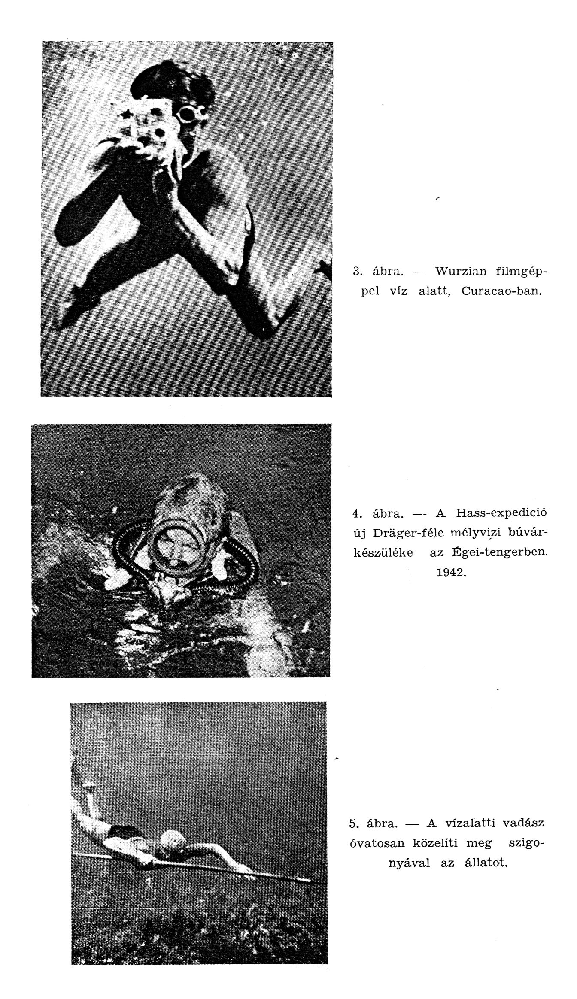 3. ábra. — Wurzian filmgép-
pel víz alatt, Curacao-ban.
4. ábra. — A Hass-expedició
új Dräger-féle mélyvizi búvár-
készüléke az Égei-tengerben.
1942.
5. ábra. — A vízalatti vadász
óvatosan közelíti meg szigo-
nyával az állatot.